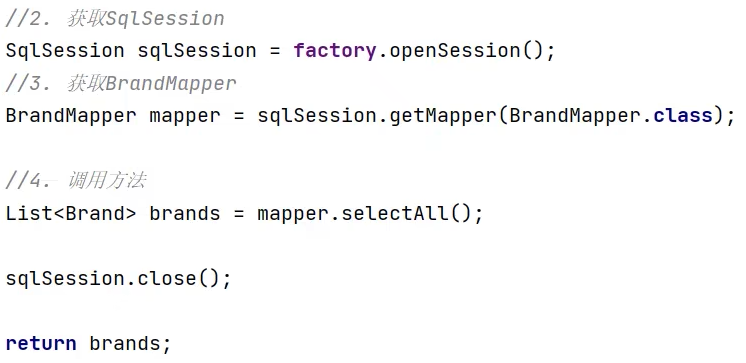 //2. 获取SqlSession
SqlSession sqlSession = factory.openSession();
//3. 获取BrandMapper
BrandMapper mapper = sqlSession.getMapper(BrandMapper.class);
//4. 调用方法
List<Brand> brands = mapper.selectAll();
sqlSession.close();
return brands;